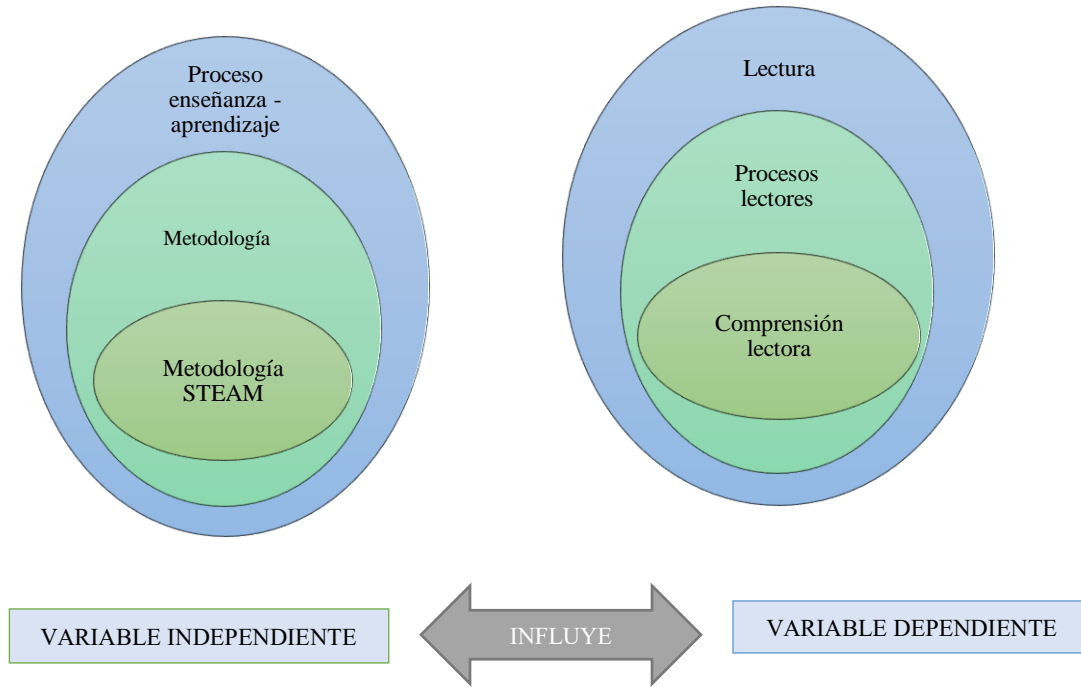 Proceso
enseñanza -
aprendizaje
Metodología
Metodología
STEAM
Lectura
Procesos
lectores
Comprensión
lectora
VARIABLE INDEPENDIENTE
INFLUYE
VARIABLE DEPENDIENTE